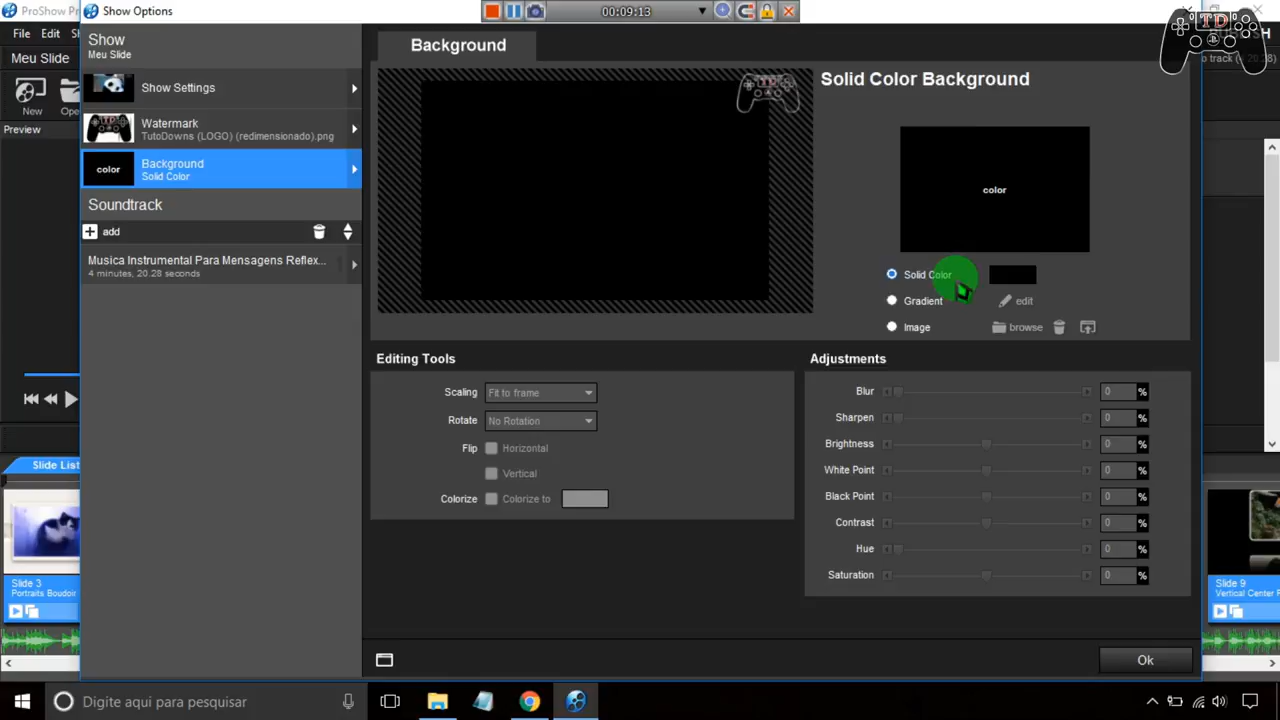 ProShow Pro
Show Options
00:09:13
File
Edit
Show
Meu Slide
Meu Slide
New
Preview
Show Settings
Watermark
TutoDowns (LOGO) (redimensionado).png
color
Background
Solid Color
Soundtrack
add
Musica Instrumental Para Mensagens Reflex...
4 minutes, 20.28 seconds
1
Background
TD
Solid Color Background
color
Solid Color
Gradient
edit
Image
browse
Editing Tools
Scaling
Fit to frame
Rotate
No Rotation
Flip
Horizontal
Vertical
Colorize
Colorize to
Adjustments
Blur
0
%
Sharpen
0
%
Brightness
0
%
White Point
0
%
Black Point
0
%
Contrast
0
%
Hue
0
%
Saturation
0
%
Ok
TD
Slide List
Slide 3
Portraits Boudoir
Slide 9
Vertical Center
Digite aqui para pesquisar